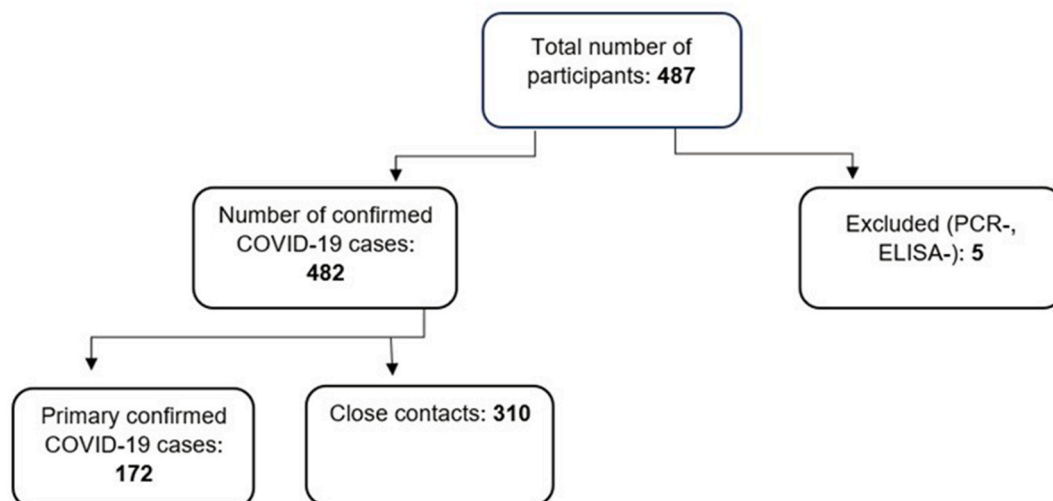 Total number of
participants: 487
Number of confirmed
COVID-19 cases:
482
Excluded (PCR-,
ELISA-): 5
Primary confirmed
COVID-19 cases:
172
Close contacts: 310